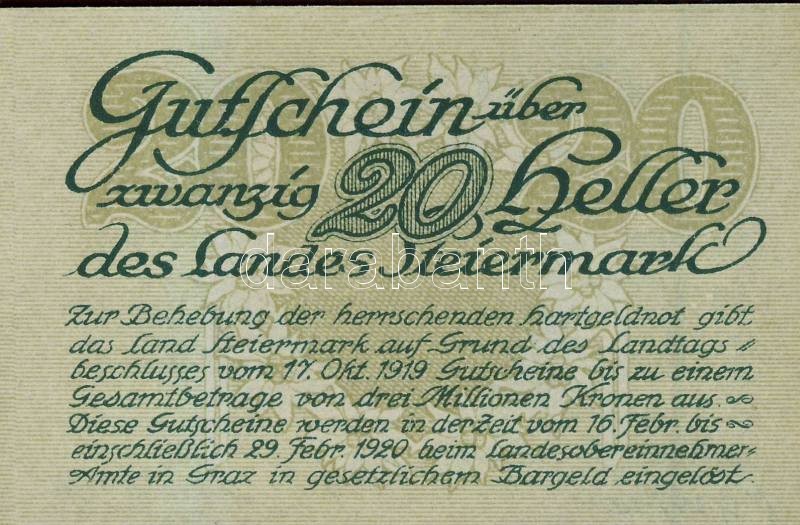 Gutschein über
zwanzig 20 Heller
des Landes Steiermark
Zur Behebung der herrschenden Hartgeldnot gibt
das Land Steiermark auf Grund des Landtags=
beschlusses vom 17. Okt. 1919 Gutscheine bis zu einem
Gesamtbetrage von drei Millionen Kronen aus.
Diese Gutscheine werden in der Zeit vom 16. Febr. bis
einschließlich 29. Febr. 1920 beim Landesobereinnehmer=
Amte in Graz in gesetzlichem Bargeld eingelöst.
20 20
darabanth